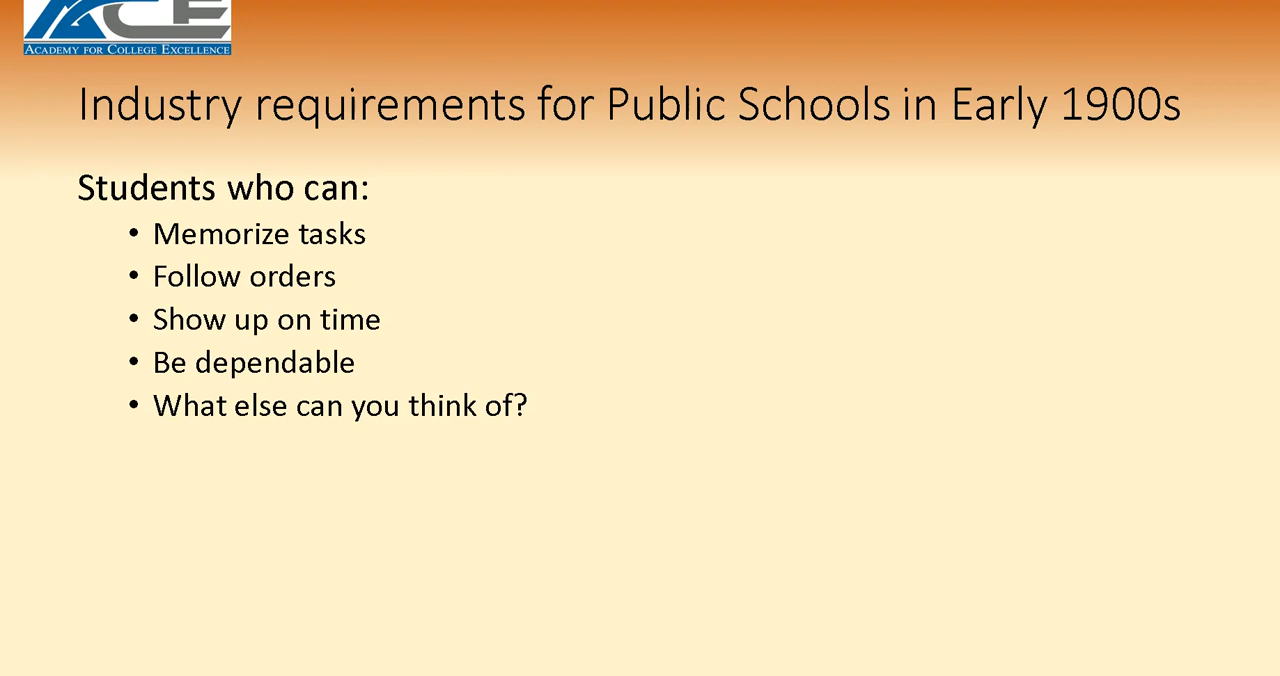 ACE
ACADEMY FOR COLLEGE EXCELLENCE
Industry requirements for Public Schools in Early 1900s
Students who can:
• Memorize tasks
• Follow orders
• Show up on time
• Be dependable
• What else can you think of?